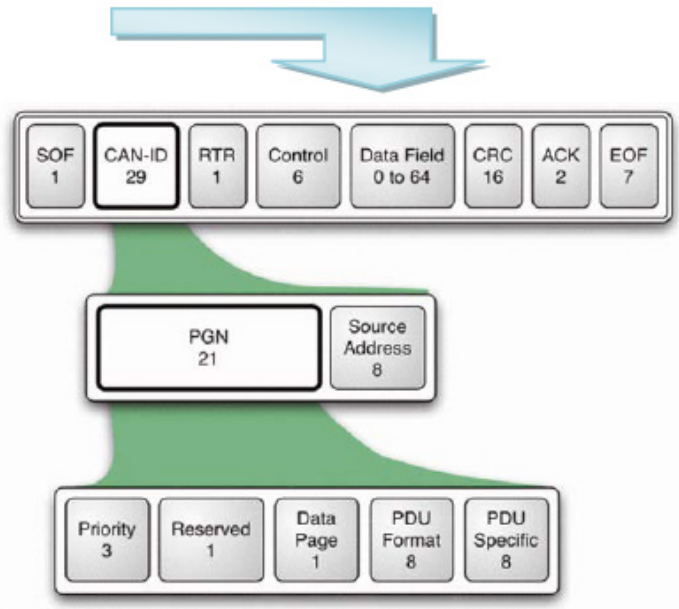 SOF
1
CAN-ID
29
RTR
1
Control
6
Data Field
0 to 64
CRC
16
ACK
2
EOF
7
PGN
21
Source
Address
8
Priority
3
Reserved
1
Data
Page
1
PDU
Format
8
PDU
Specific
8